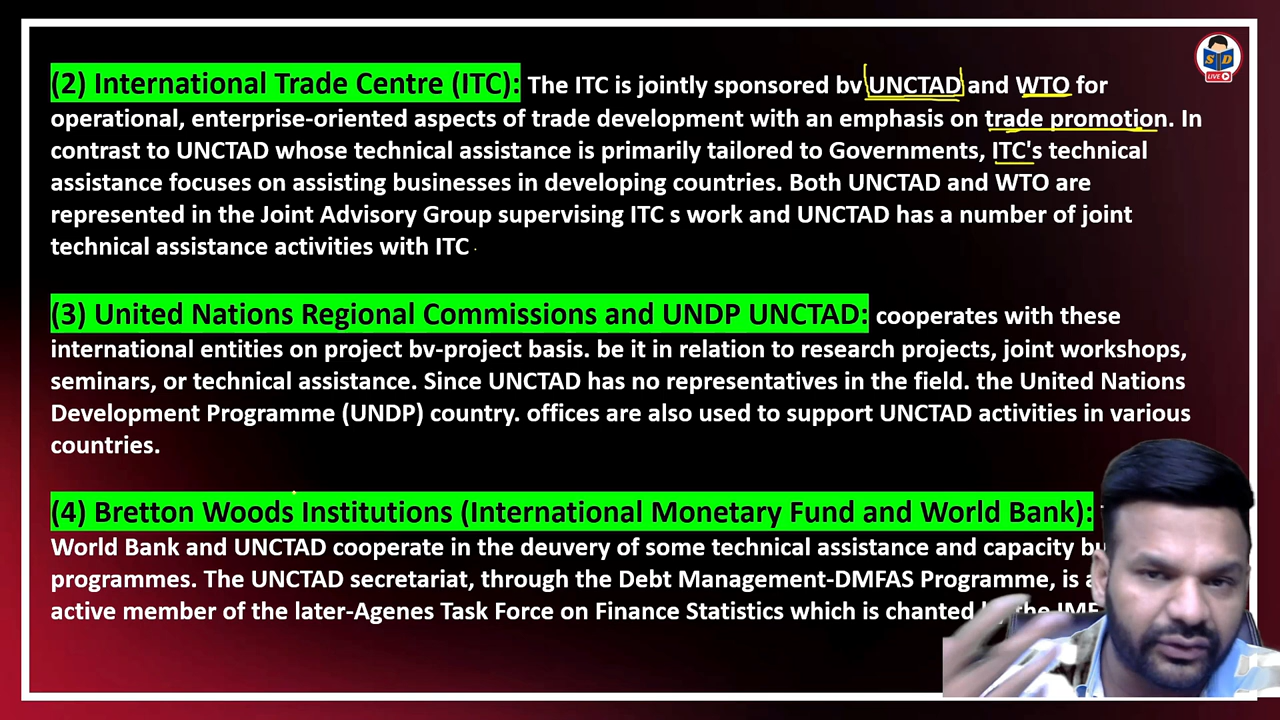 S D
LIVE
(2) International Trade Centre (ITC): The ITC is jointly sponsored bv UNCTAD and WTO for
operational, enterprise-oriented aspects of trade development with an emphasis on trade promotion. In
contrast to UNCTAD whose technical assistance is primarily tailored to Governments, ITC's technical
assistance focuses on assisting businesses in developing countries. Both UNCTAD and WTO are
represented in the Joint Advisory Group supervising ITC s work and UNCTAD has a number of joint
technical assistance activities with ITC
(3) United Nations Regional Commissions and UNDP UNCTAD: cooperates with these
international entities on project bv-project basis. be it in relation to research projects, joint workshops,
seminars, or technical assistance. Since UNCTAD has no representatives in the field. the United Nations
Development Programme (UNDP) country. offices are also used to support UNCTAD activities in various
countries.
(4) Bretton Woods Institutions (International Monetary Fund and World Bank):
World Bank and UNCTAD cooperate in the deuvery of some technical assistance and capacity
programmes. The UNCTAD secretariat, through the Debt Management-DMFAS Programme, is
active member of the later-Agenes Task Force on Finance Statistics which is chanted the IMF